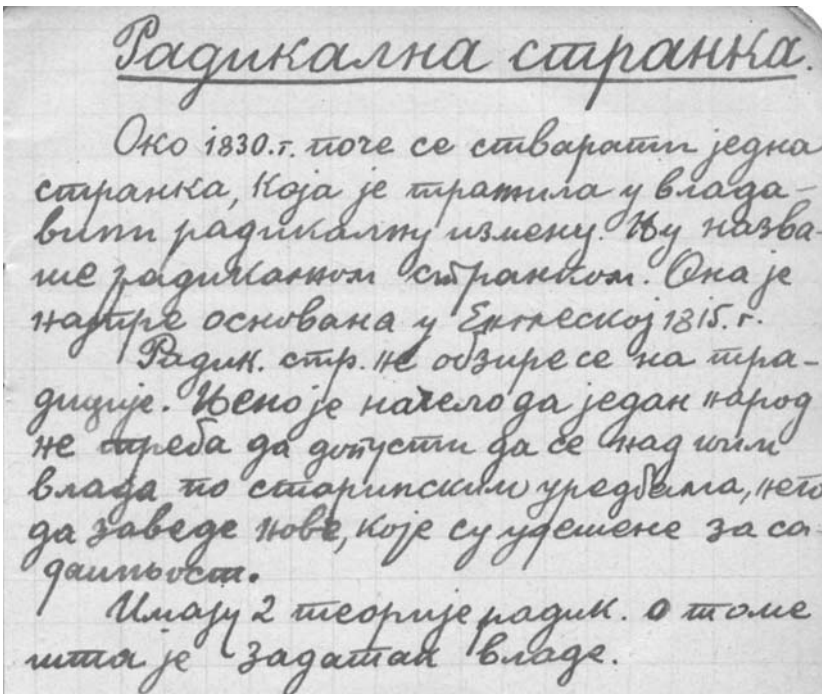 Радикална странка.
Око 1830.г. поче се стварати једна
странка, која је тражила у влада-
вини радикалну измену. Њу назва-
ше радикалном странком. Она је
најпре основана у Енглеској 1815. г.
Радик. стр. не обзире се на тра-
диције. Њено је начело да један народ
не треба да допусти да се над њим
влада по старинским уредбама, него
да заведе нове, које су удешене за са-
дашњост.
Имају 2 теорије радик. о томе
шта је задатак владе.